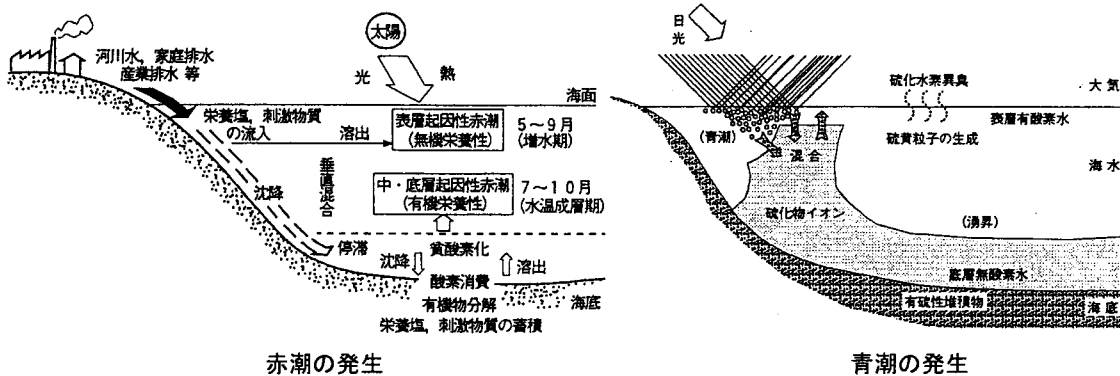 河川水，家庭排水
産業排水 等
太陽
光
熱
海面
栄養塩，刺激物質
の流入
溶出
表層起因性赤潮
(無機栄養性)
5～9月
(増水期)
垂直混合
中・底層起因性赤潮
(有機栄養性)
7～10月
(水温成層期)
沈降
停滞
貧酸素化
沈降
溶出
酸素消費
有機物分解
海底
栄養塩，刺激物質の蓄積
赤潮の発生
日光
硫化水素異臭
大気
表層有酸素水
(青潮)
混合
硫黄粒子の生成
海水
硫化物イオン
(湧昇)
底層無酸素水
有硫性堆積物
海底
青潮の発生